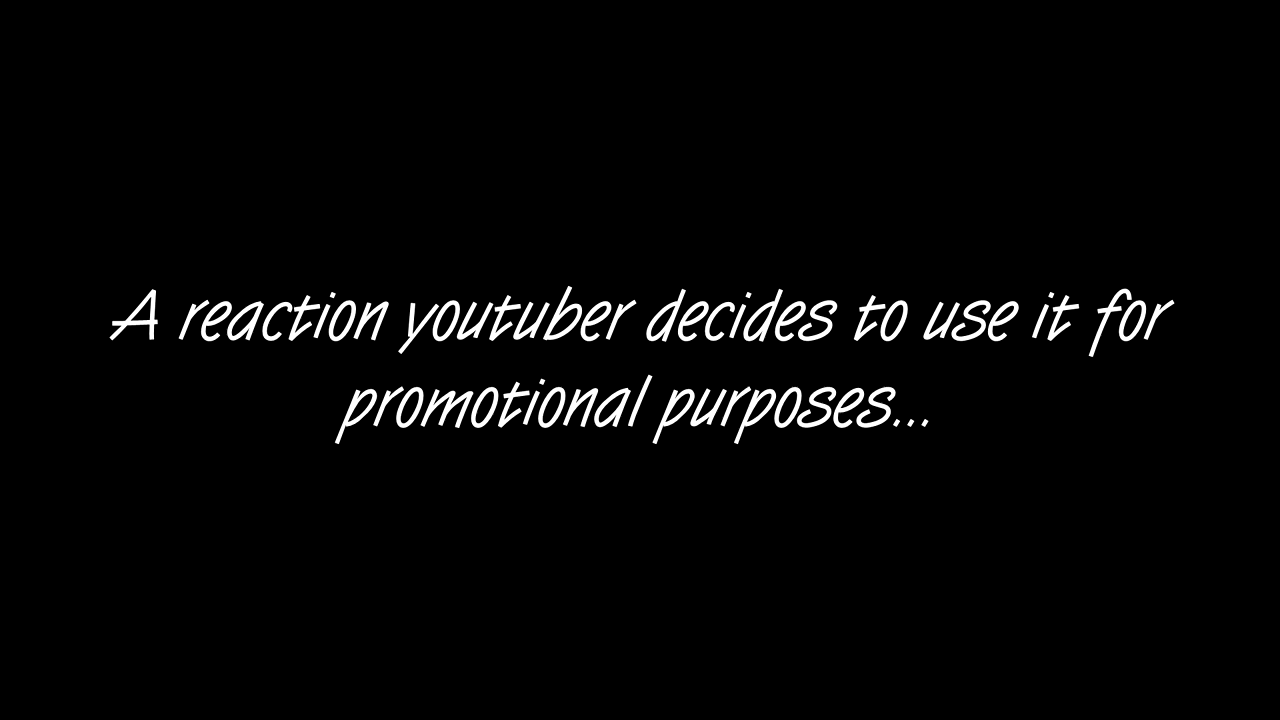 A reaction youtuber decides to use it for
promotional purposes...